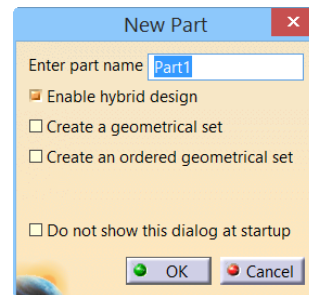 New Part
Enter part name Part1
Enable hybrid design
Create a geometrical set
Create an ordered geometrical set
Do not show this dialog at startup
OK Cancel